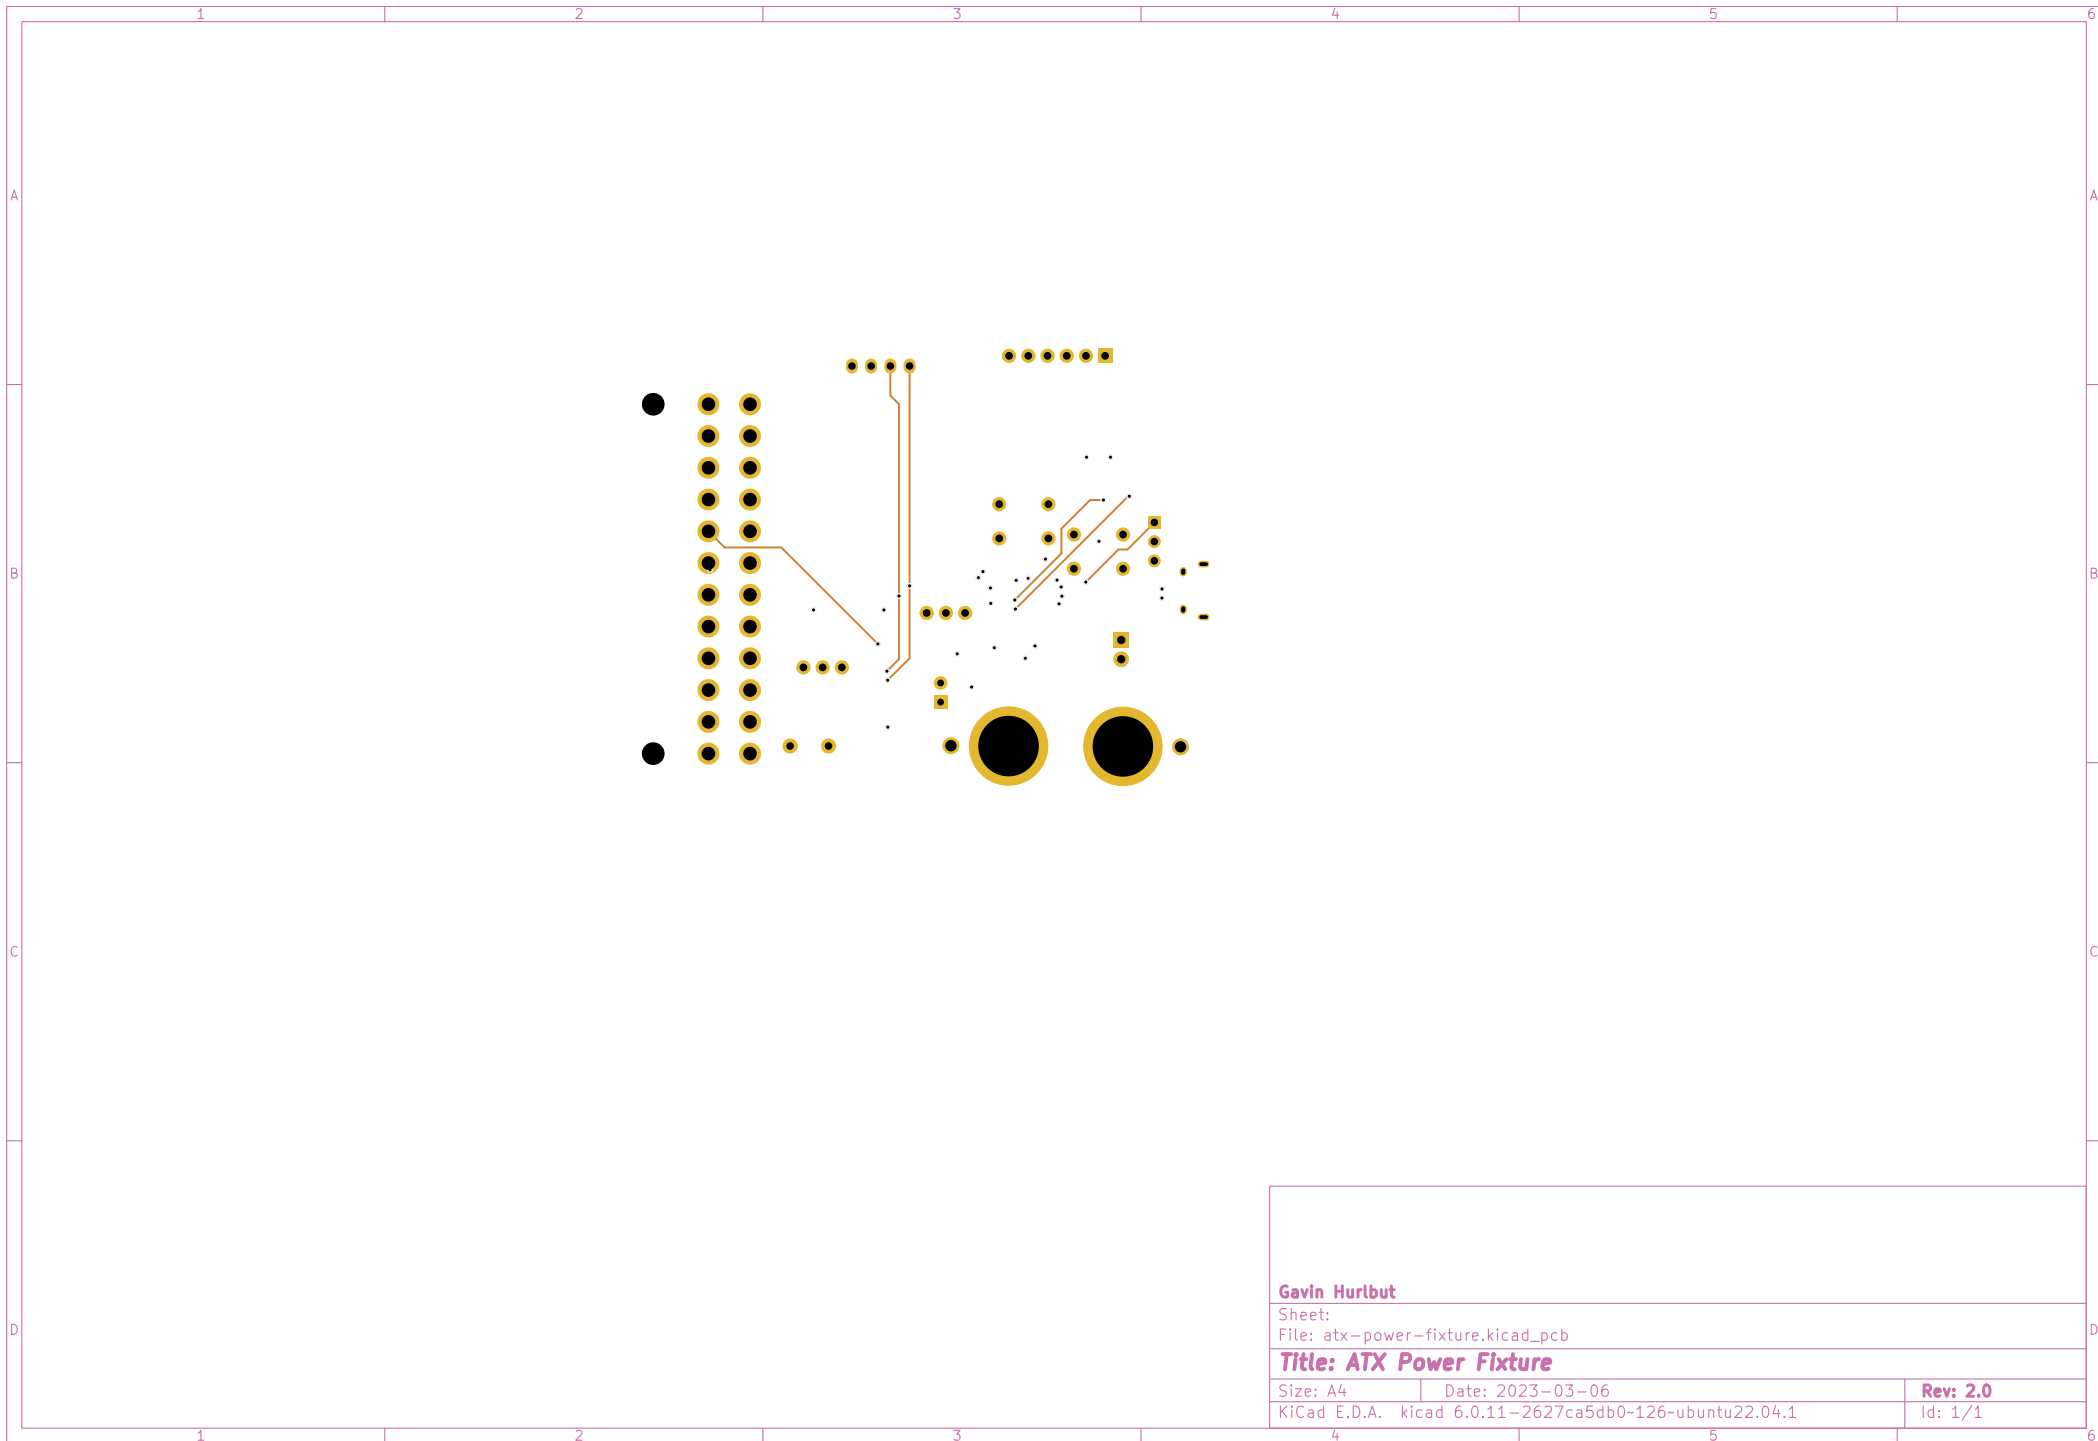 1 2 3 4 5 6
A A
B B
C C
D D
Gavin Hurlbut
Sheet:
File: atx-power-fixture.kicad_pcb
Title: ATX Power Fixture
Size: A4 Date: 2023-03-06 Rev: 2.0
KiCad E.D.A. kicad 6.0.11-2627ca5db0~126~ubuntu22.04.1 Id: 1/1
1 2 3 4 5 6